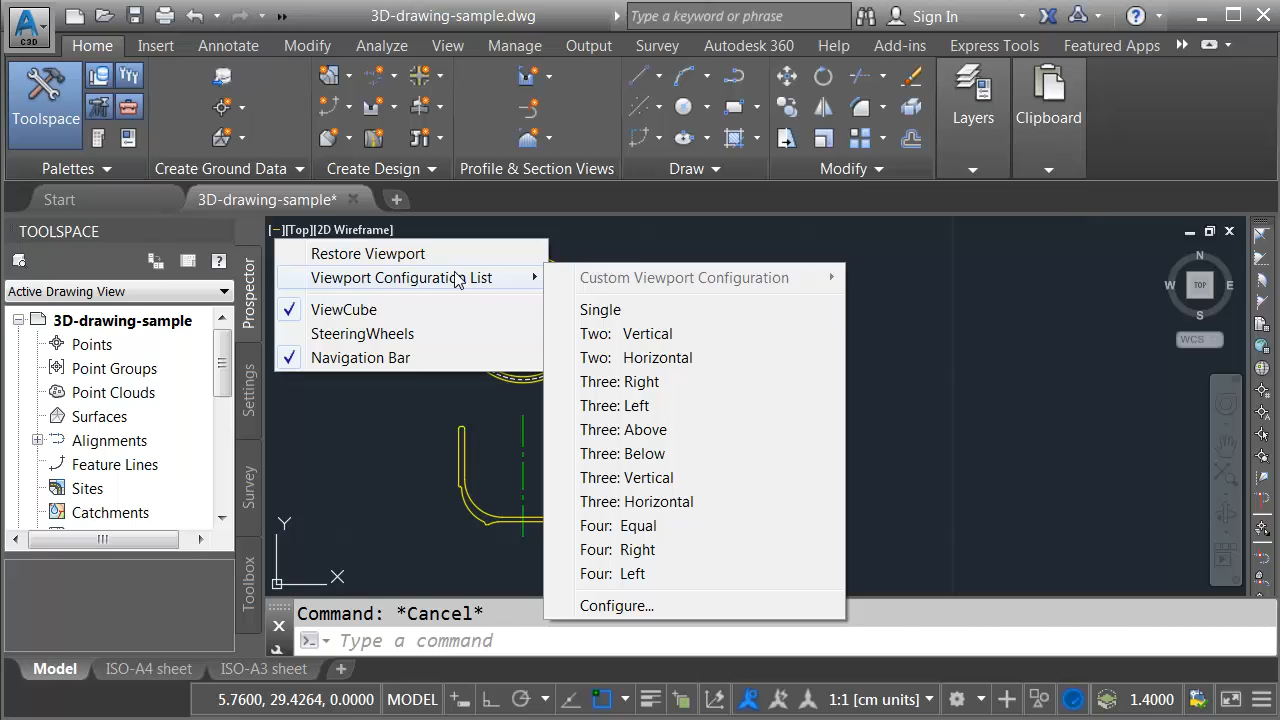 C3D
3D-drawing-sample.dwg
Type a keyword or phrase
Sign In
Home Insert Annotate Modify Analyze View Manage Output Survey Autodesk 360 Help Add-ins Express Tools Featured Apps
Toolspace
Layers
Clipboard
Palettes Create Ground Data Create Design Profile & Section Views Draw Modify
Start
3D-drawing-sample*
TOOLSPACE
Active Drawing View
3D-drawing-sample
Points
Point Groups
Point Clouds
Surfaces
Alignments
Feature Lines
Sites
Catchments
Prospector
Settings
Survey
Toolbox
[−][Top][2D Wireframe]
Restore Viewport
Viewport Configuration List
ViewCube
SteeringWheels
Navigation Bar
Custom Viewport Configuration
Single
Two: Vertical
Two: Horizontal
Three: Right
Three: Left
Three: Above
Three: Below
Three: Vertical
Three: Horizontal
Four: Equal
Four: Right
Four: Left
Configure...
N
W TOP E
S
WCS
Y
X
Command: *Cancel*
Type a command
Model ISO-A4 sheet ISO-A3 sheet
5.7600, 29.4264, 0.0000 MODEL 1:1 [cm units] 1.4000